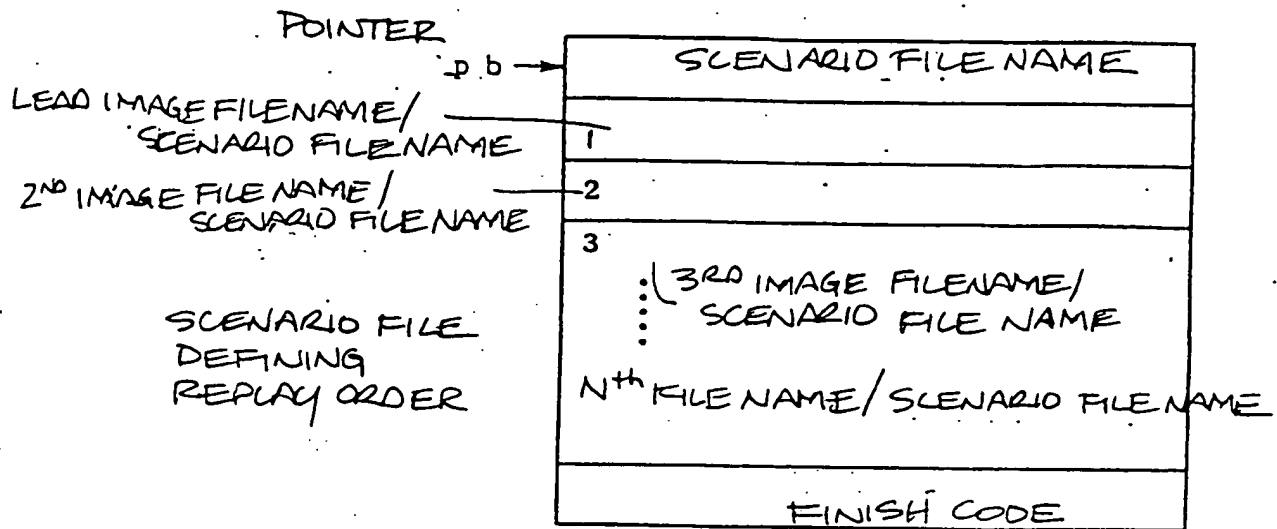 POINTER
p b
SCENARIO FILE NAME
LEAD IMAGE FILENAME/
SCENARIO FILENAME
1
2ND IMAGE FILE NAME/
SCENARIO FILE NAME
2
3
3RD IMAGE FILENAME/
SCENARIO FILE NAME
SCENARIO FILE
DEFINING
REPLAY ORDER
Nth FILE NAME/SCENARIO FILE NAME
FINISH CODE